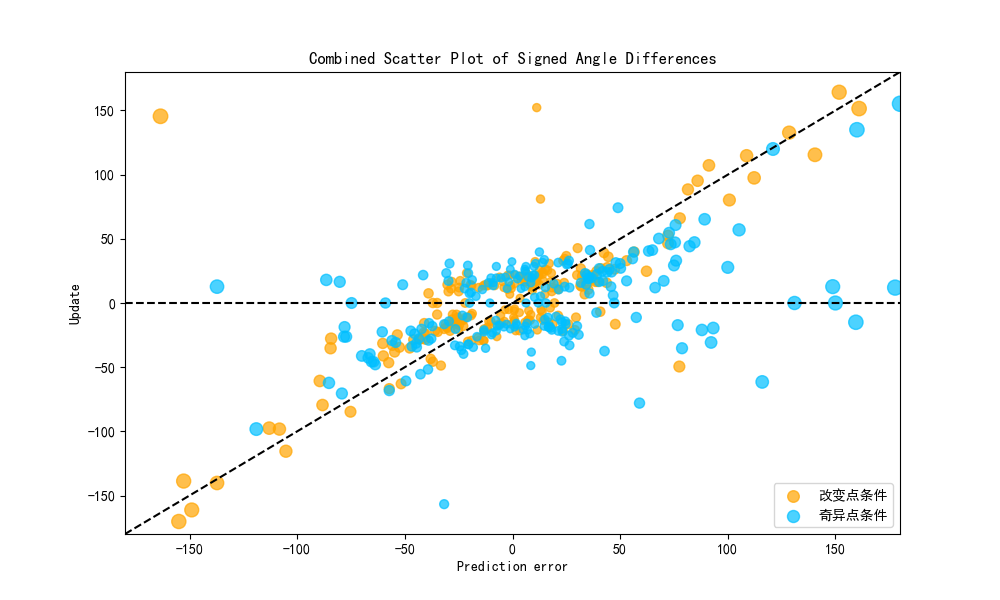 Combined Scatter Plot of Signed Angle Differences
Update
150
100
50
0
−50
−100
−150
−150
−100
−50
0
50
100
150
Prediction error
改变点条件
奇异点条件